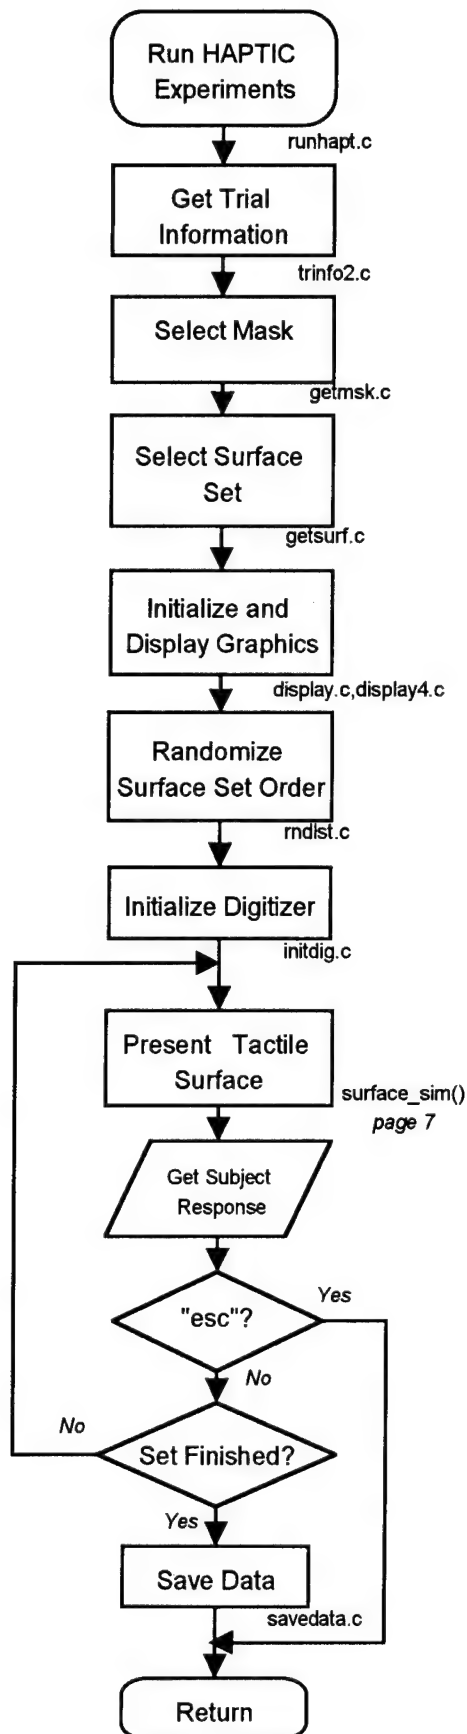 Run HAPTIC
Experiments
runhapt.c
Get Trial
Information
trinfo2.c
Select Mask
getmsk.c
Select Surface
Set
getsurf.c
Initialize and
Display Graphics
display.c,display4.c
Randomize
Surface Set Order
rndlst.c
Initialize Digitizer
initdig.c
Present Tactile
Surface
surface_sim()
page 7
Get Subject
Response
"esc"?
Yes
No
No
Set Finished?
Yes
Save Data
savedata.c
Return